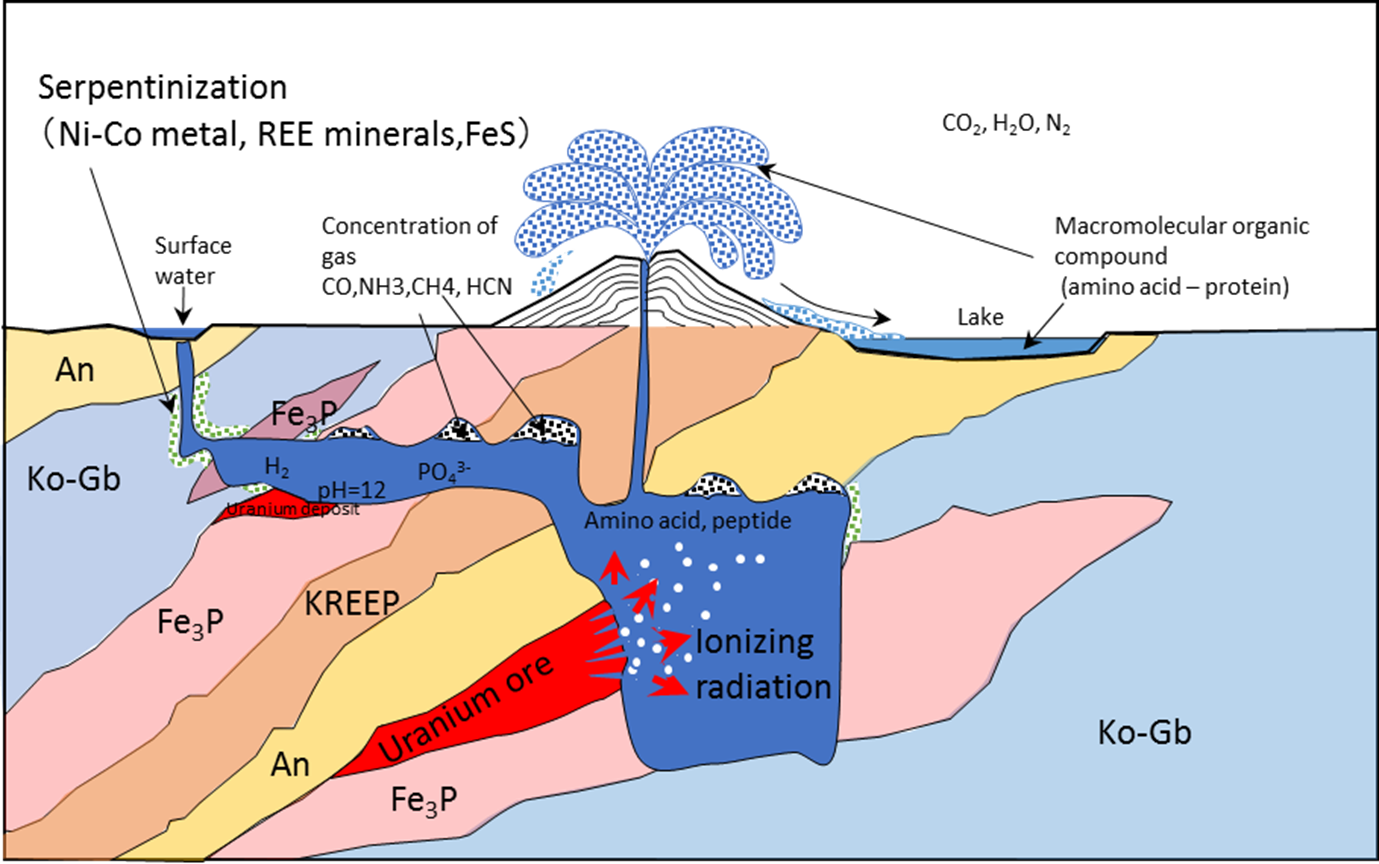 Serpentinization
（Ni-Co metal, REE minerals,FeS）
CO₂, H₂O, N₂
Surface
water
Concentration of
gas
CO,NH3,CH4, HCN
Macromolecular organic
compound
(amino acid – protein)
Lake
An
Fe₃P
Ko-Gb
H₂
PO₄³⁻
pH=12
Uranium deposit
Amino acid, peptide
KREEP
Fe₃P
Ionizing
radiation
Uranium ore
Ko-Gb
An
Fe₃P